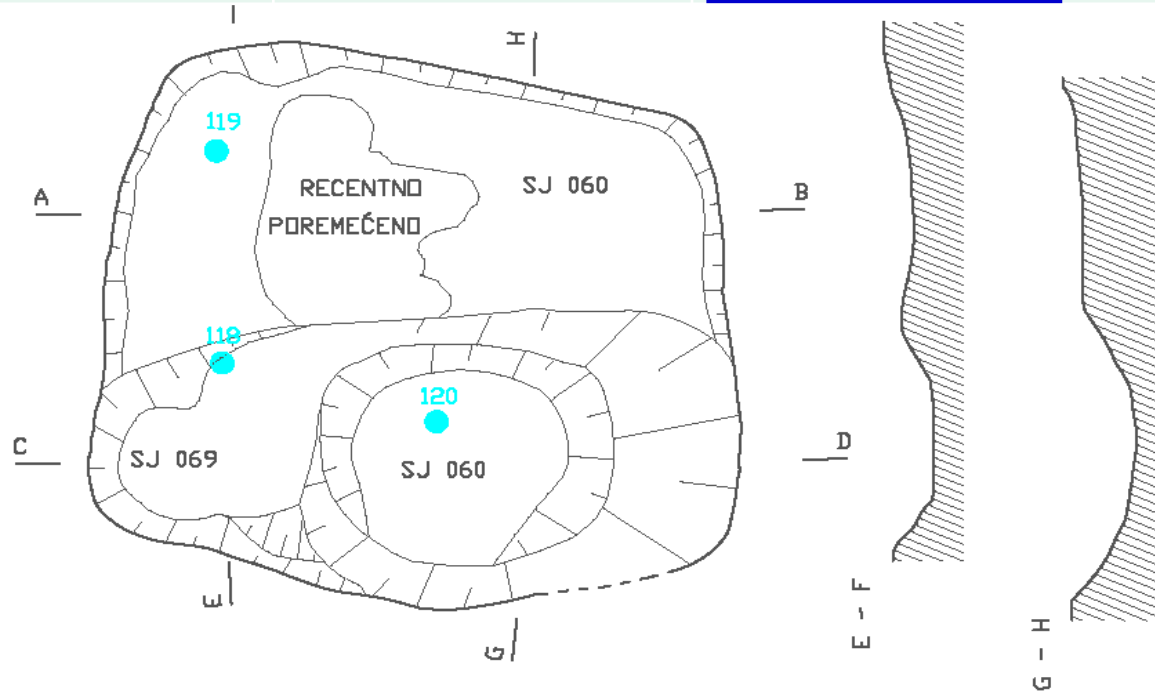 H
119
A
RECENTNO
POREMEĆENO
SJ 060
B
118
120
C
SJ 069
SJ 060
D
E
G
E - F
G - H